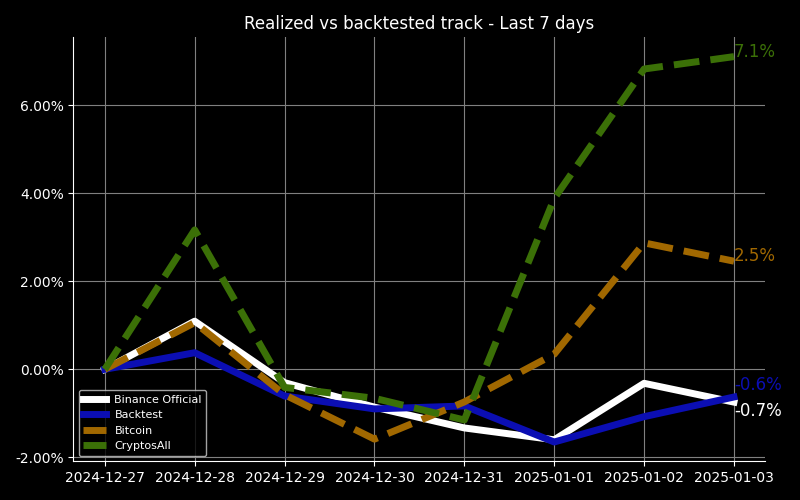 Realized vs backtested track - Last 7 days
7.1%
6.00%
4.00%
2.00%
2.5%
0.00%
-0.6%
-0.7%
Binance Official
Backtest
Bitcoin
CryptosAll
-2.00%
2024-12-27 2024-12-28 2024-12-29 2024-12-30 2024-12-31 2025-01-01 2025-01-02 2025-01-03